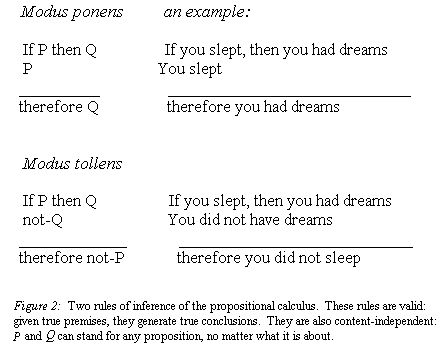 Modus ponens an example:
If P then Q If you slept, then you had dreams
P You slept
therefore Q therefore you had dreams
Modus tollens
If P then Q If you slept, then you had dreams
not-Q You did not have dreams
therefore not-P therefore you did not sleep
Figure 2: Two rules of inference of the propositional calculus. These rules are valid:
given true premises, they generate true conclusions. They are also content-independent:
P and Q can stand for any proposition, no matter what it is about.